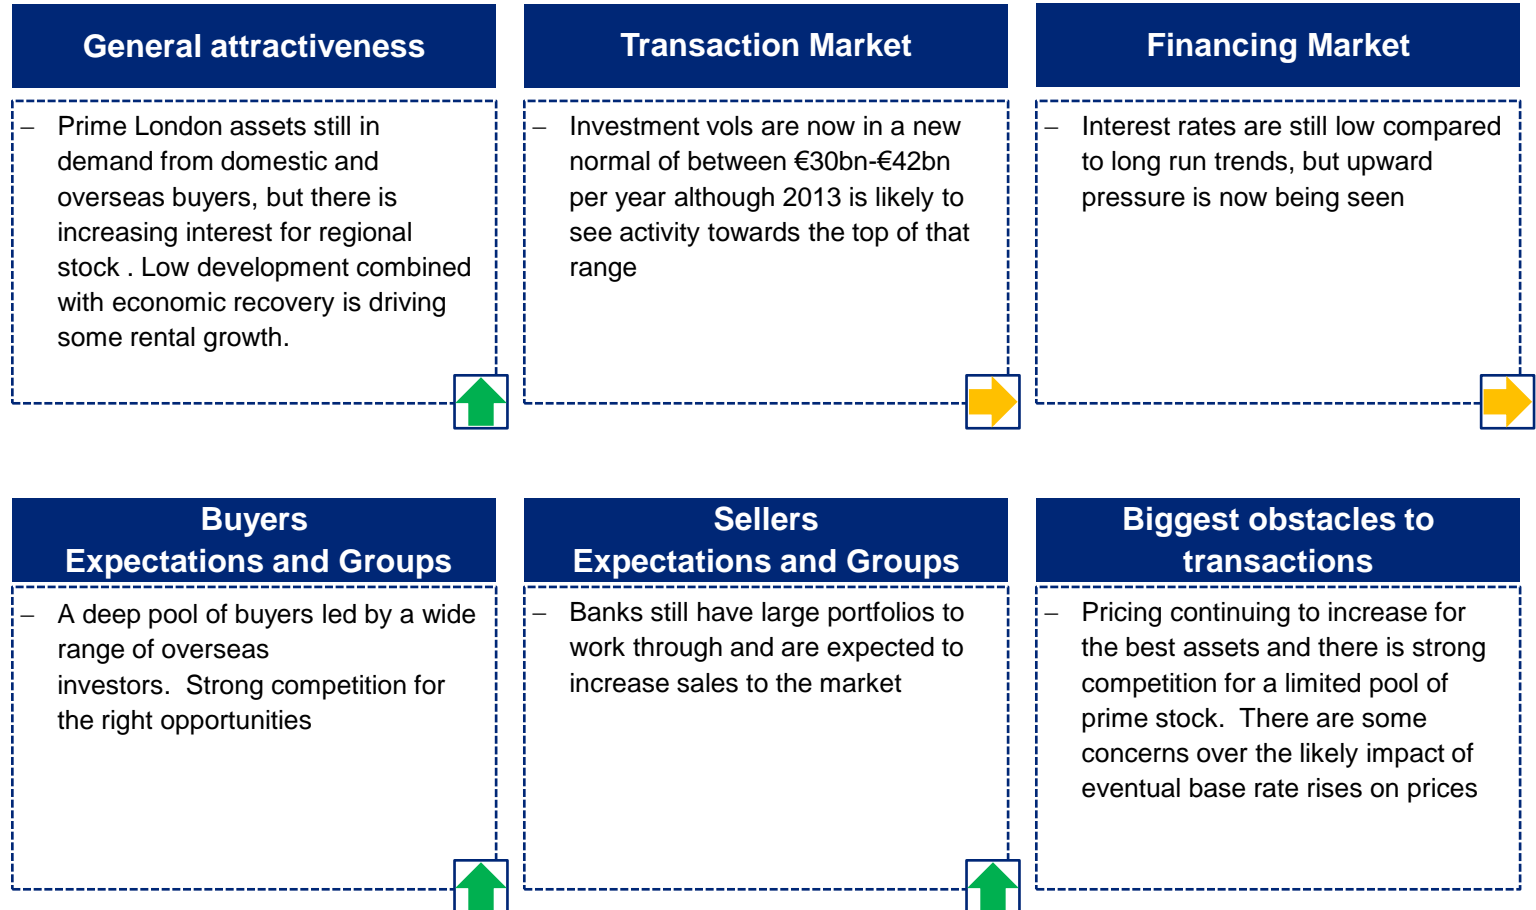 General attractiveness
– Prime London assets still in
demand from domestic and
overseas buyers, but there is
increasing interest for regional
stock . Low development combined
with economic recovery is driving
some rental growth.
Transaction Market
– Investment vols are now in a new
normal of between €30bn-€42bn
per year although 2013 is likely to
see activity towards the top of that
range
Financing Market
– Interest rates are still low compared
to long run trends, but upward
pressure is now being seen
Buyers
Expectations and Groups
– A deep pool of buyers led by a wide
range of overseas
investors.  Strong competition for
the right opportunities
Sellers
Expectations and Groups
– Banks still have large portfolios to
work through and are expected to
increase sales to the market
Biggest obstacles to
transactions
– Pricing continuing to increase for
the best assets and there is strong
competition for a limited pool of
prime stock.  There are some
concerns over the likely impact of
eventual base rate rises on prices